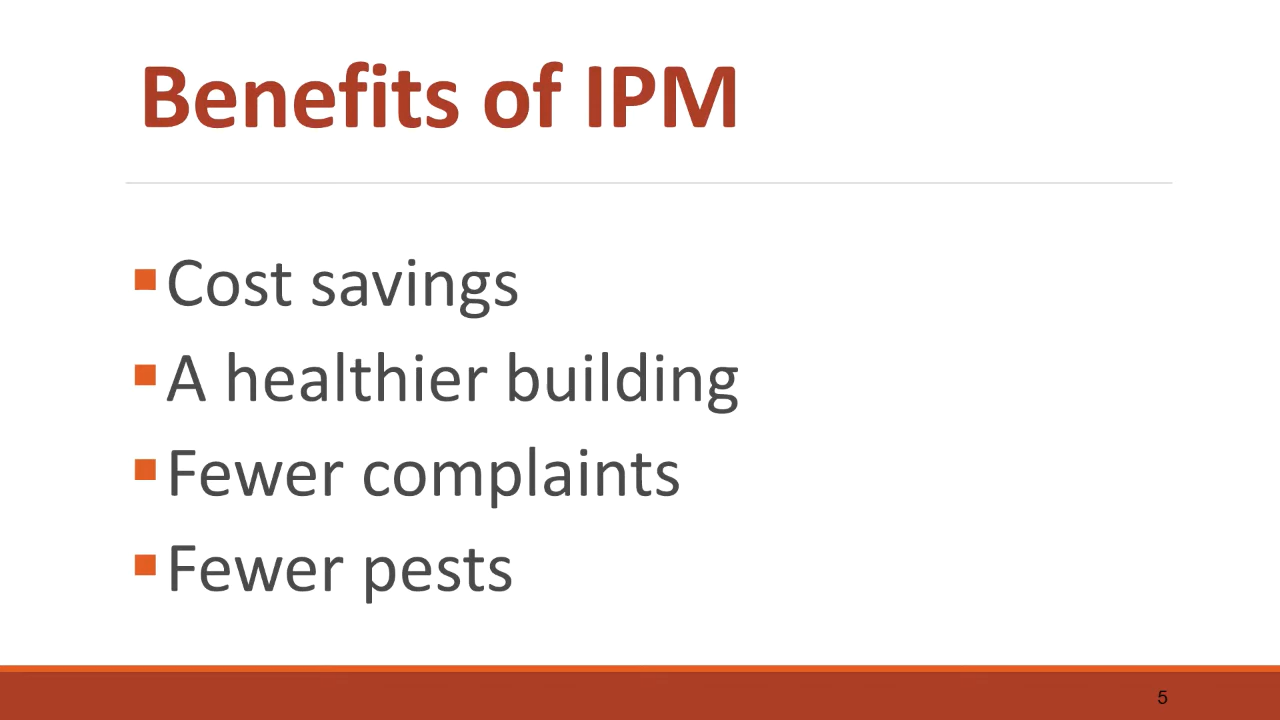 Benefits of IPM
▪Cost savings
▪A healthier building
▪Fewer complaints
▪Fewer pests
5